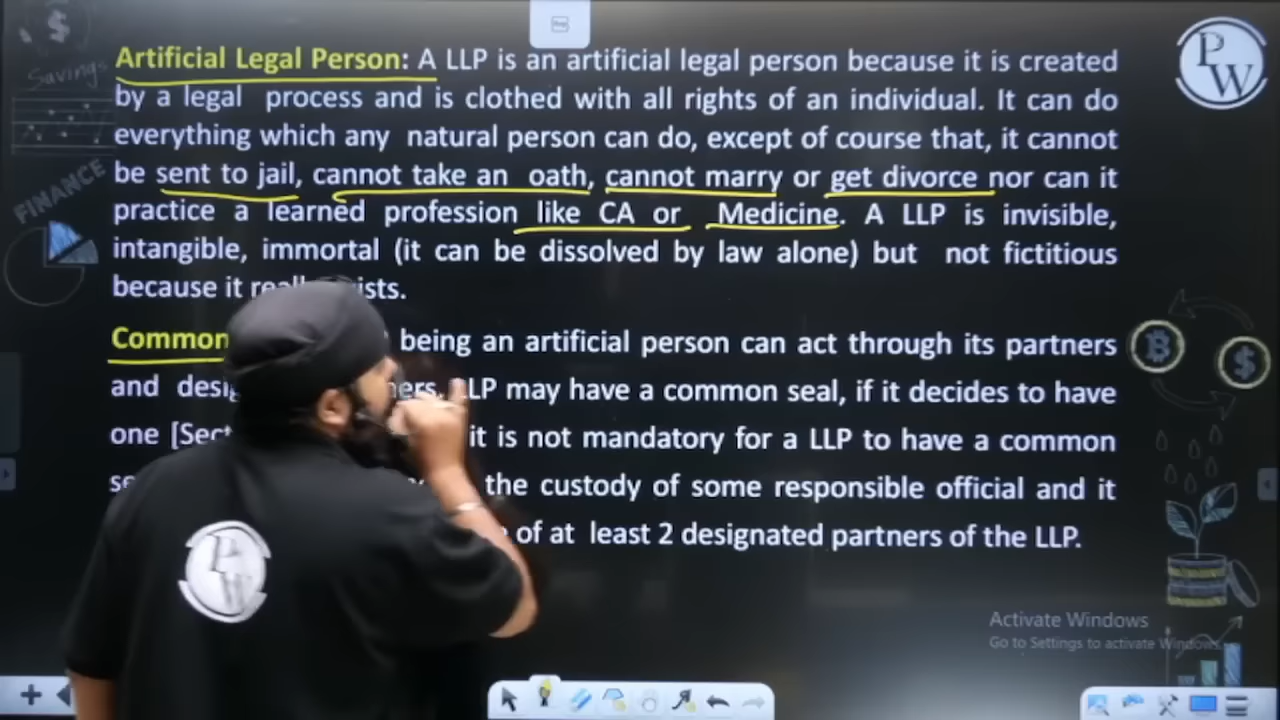 Savings
FINANCE
PW
Artificial Legal Person: A LLP is an artificial legal person because it is created
by a legal process and is clothed with all rights of an individual. It can do
everything which any natural person can do, except of course that, it cannot
be sent to jail, cannot take an oath, cannot marry or get divorce nor can it
practice a learned profession like CA or Medicine. A LLP is invisible,
intangible, immortal (it can be dissolved by law alone) but not fictitious
because it
Common being an artificial person can act through its partners
and LLP may have a common seal, if it decides to have
one it is not mandatory for a LLP to have a common
the custody of some responsible official and it
of at least 2 designated partners of the LLP.
Activate Windows
Go to Settings to activate Windows.
PW